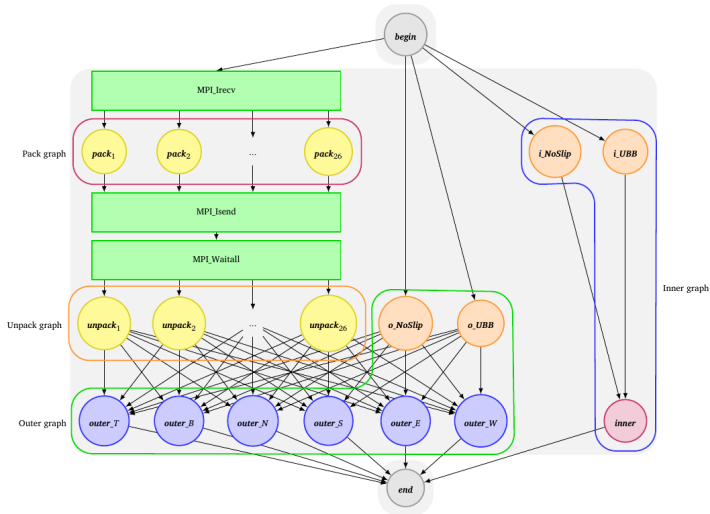 begin
MPI_Irecv
Pack graph
pack1
pack2
...
pack26
i_NoSlip
i_UBB
MPI_Isend
MPI_Waitall
Inner graph
Unpack graph
unpack1
unpack2
...
unpack26
o_NoSlip
o_UBB
Outer graph
outer_T
outer_B
outer_N
outer_S
outer_E
outer_W
inner
end